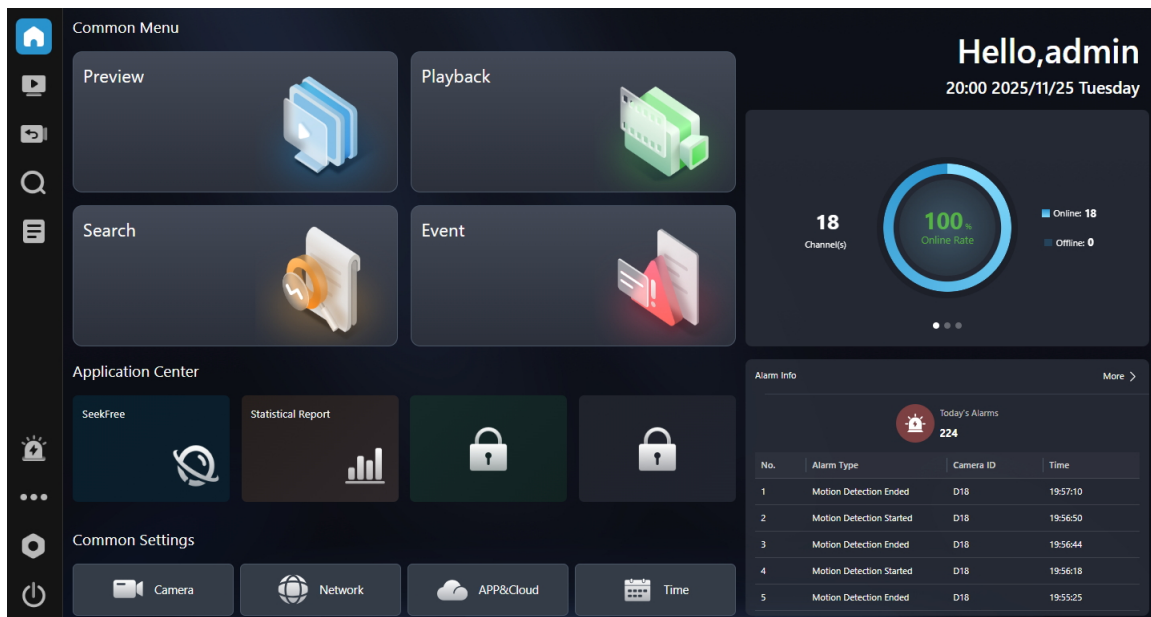 Common Menu
Preview
Playback
Search
Event
Application Center
SeekFree
Statistical Report
Common Settings
Camera
Network
APP&Cloud
Time
Hello,admin
20:00 2025/11/25 Tuesday
18
Channel(s)
100%
Online Rate
Online: 18
Offline: 0
Alarm Info
More >
Today's Alarms
224
No. Alarm Type Camera ID Time
1 Motion Detection Ended D18 19:57:10
2 Motion Detection Started D18 19:56:50
3 Motion Detection Ended D18 19:56:44
4 Motion Detection Started D18 19:56:18
5 Motion Detection Ended D18 19:55:25